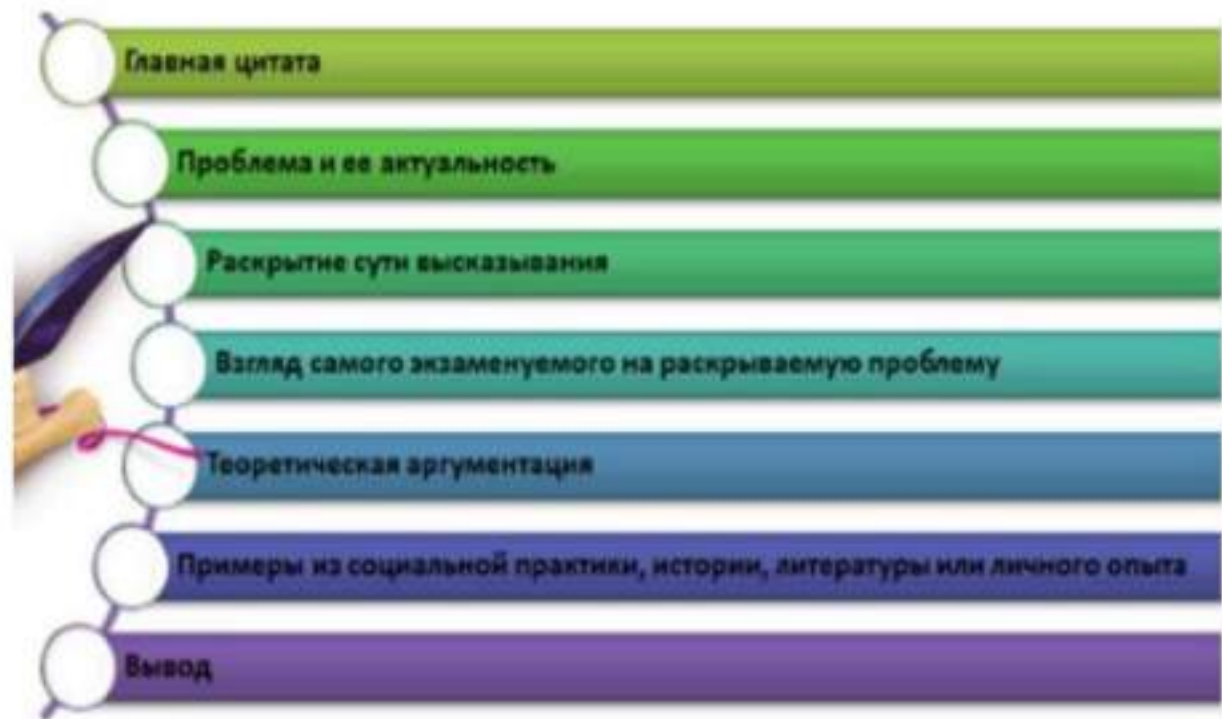 Главная цитата
Проблема и ее актуальность
Раскрытие сути высказывания
Взгляд самого экзаменуемого на раскрываемую проблему
Теоретическая аргументация
Примеры из социальной практики, истории, литературы или личного опыта
Вывод